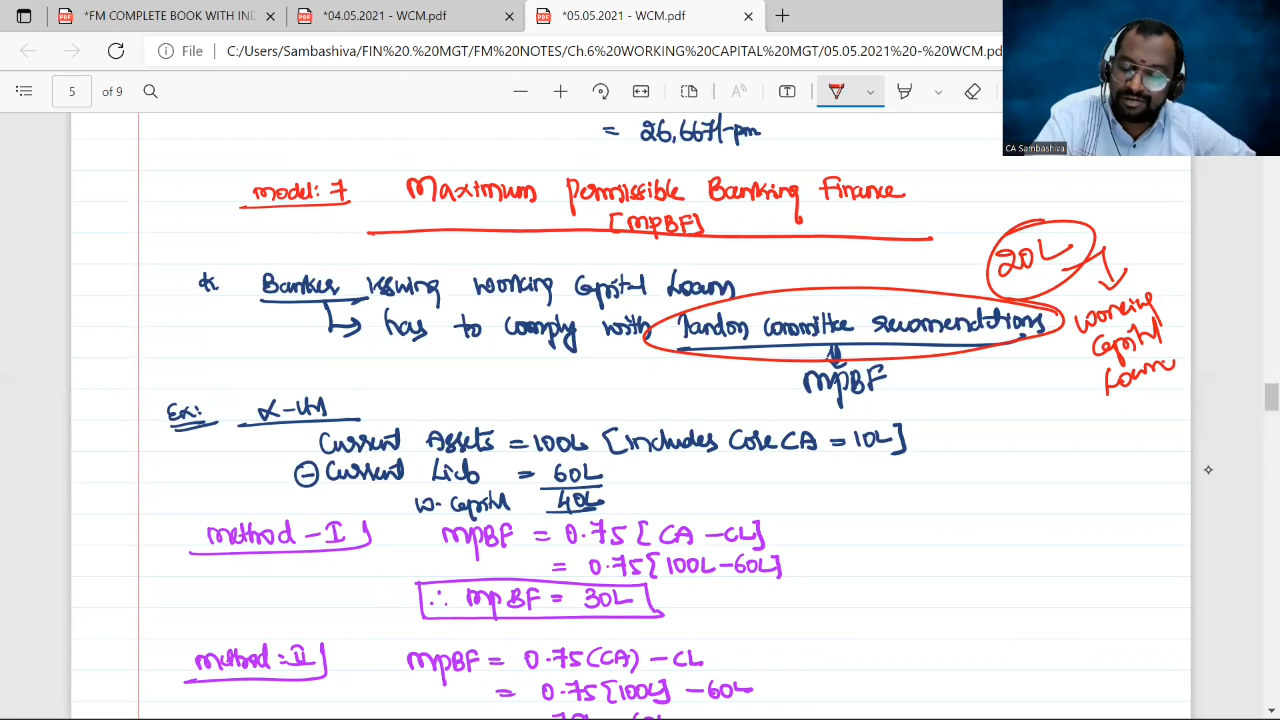 *FM COMPLETE BOOK WITH IND
*04.05.2021 - WCM.pdf
*05.05.2021 - WCM.pdf
File
C:/Users/Sambashiva/FIN%20.%20MGT/FM%20NOTES/Ch.6%20WORKING%20CAPITAL%20MGT/05.05.2021%20-%20WCM.pd
5 of 9
CA Sambashiva
= 26,667/-pm
Model: 7 Maximum Permissible Banking Finance
[MPBF]
20L
* Banker issuing working Capital Loans
↳ has to comply with Tandon Committee recomendations
working
Capital
Loans
MPBF
Ex:
Current Assets = 100L [includes Core CA = 10L]
⊖ Current Liab = 60L
W. Capital 40L
Method - I MPBF = 0.75 [CA - CL]
= 0.75 [100L - 60L]
∴ MPBF = 30L
Method: II MPBF = 0.75(CA) - CL
= 0.75 [100L] - 60L